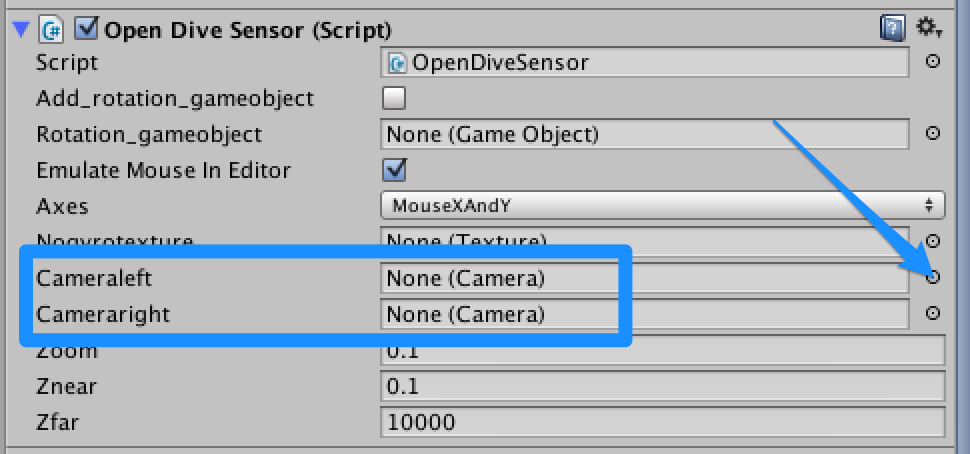 Open Dive Sensor (Script)
Script OpenDiveSensor
Add_rotation_gameobject
Rotation_gameobject None (Game Object)
Emulate Mouse In Editor
Axes MouseXAndY
Nogyrotexture None (Texture)
Cameraleft None (Camera)
Cameraright None (Camera)
Zoom 0.1
Znear 0.1
Zfar 10000